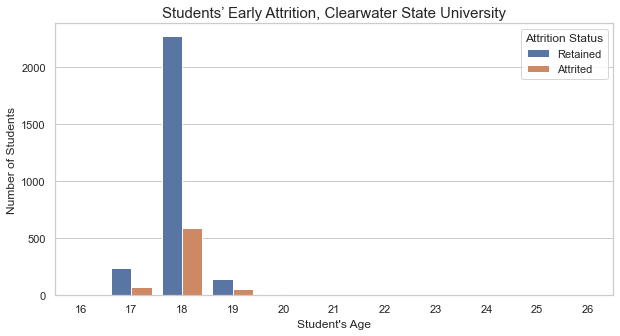 Students’ Early Attrition, Clearwater State University
Attrition Status
Retained
Attrited
Number of Students
2000
1500
1000
500
0
16 17 18 19 20 21 22 23 24 25 26
Student's Age